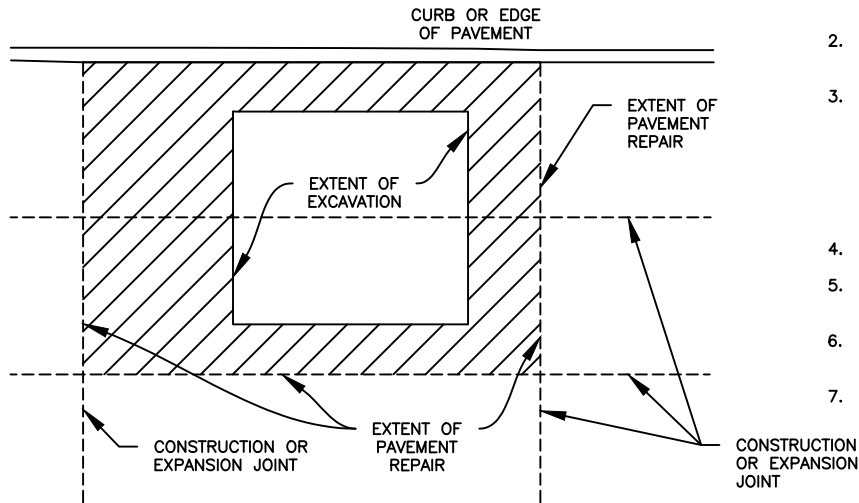 CURB OR EDGE
OF PAVEMENT
2.
3.
EXTENT OF
PAVEMENT
REPAIR
EXTENT OF
EXCAVATION
4.
5.
6.
7.
EXTENT OF
PAVEMENT
REPAIR
CONSTRUCTION OR
EXPANSION JOINT
CONSTRUCTION
OR EXPANSION
JOINT